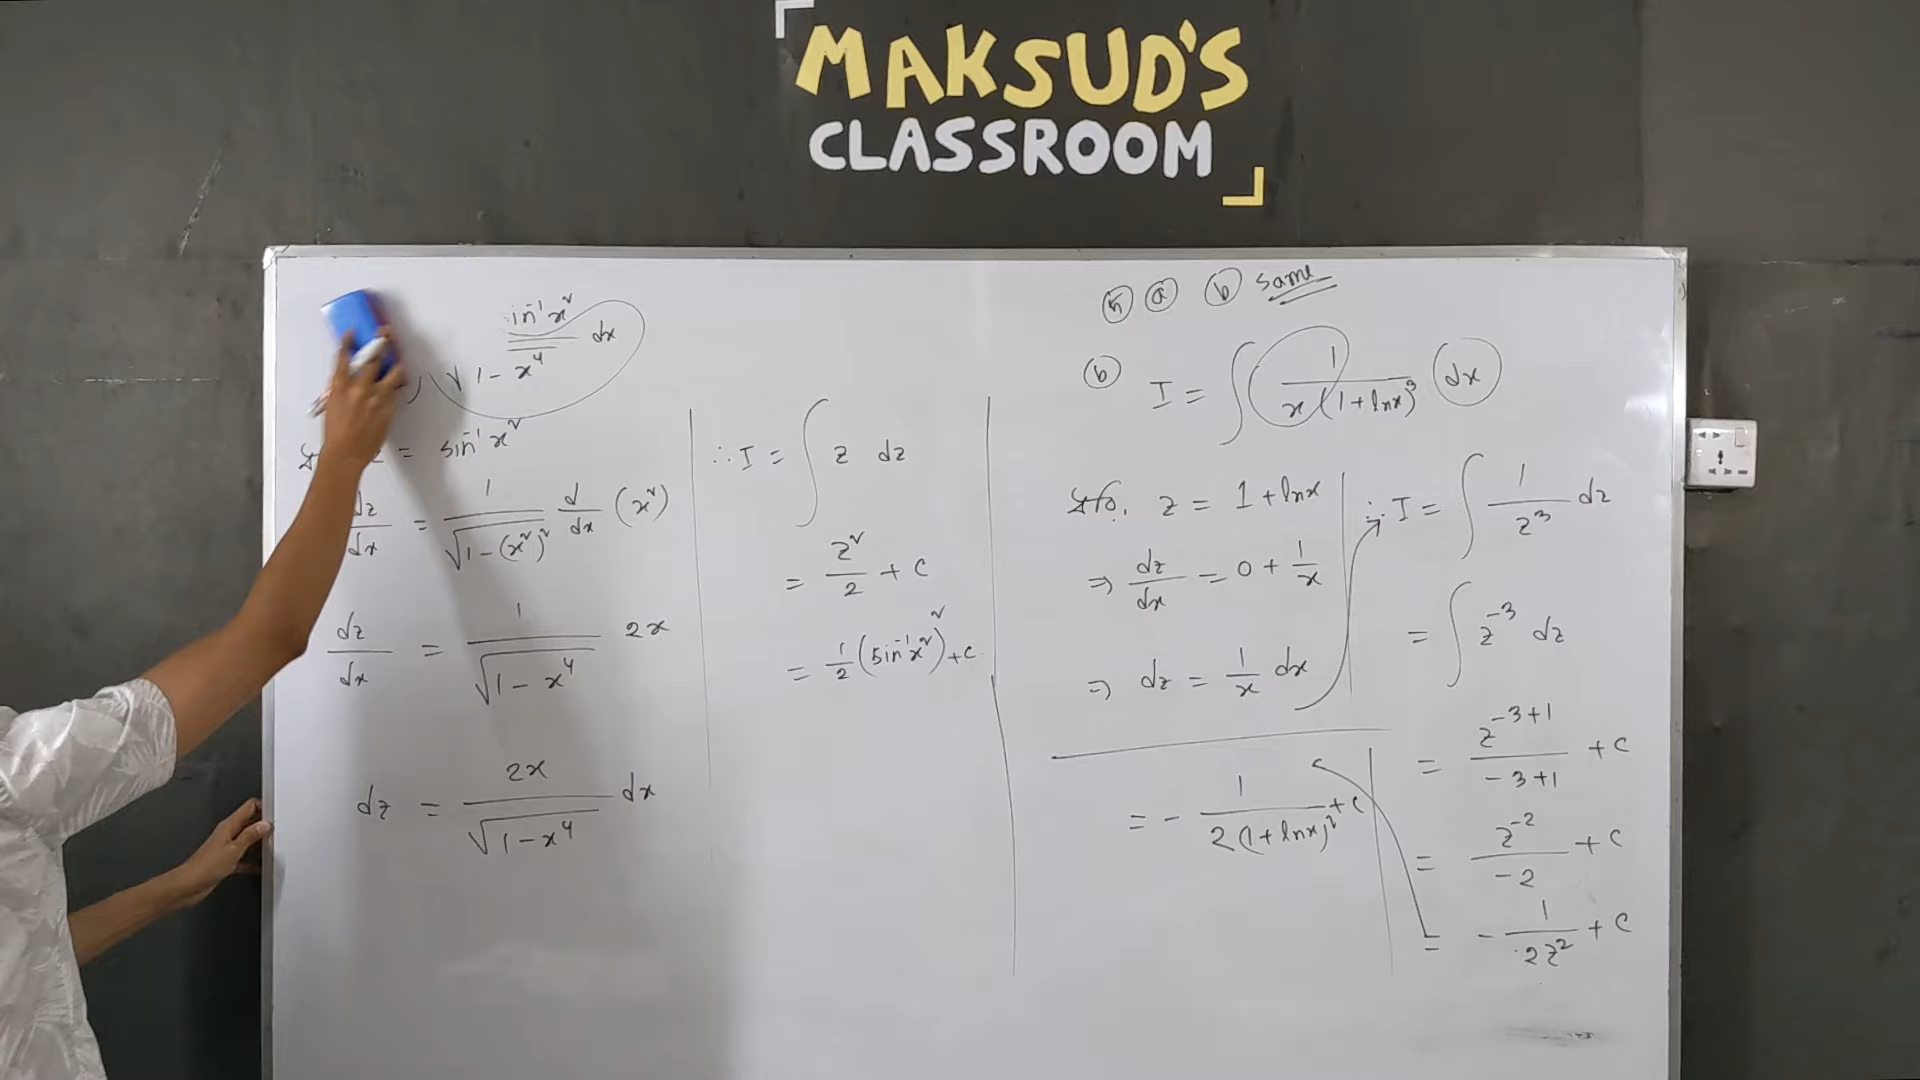 MAKSUD'S
CLASSROOM
in⁻¹x² dx
√1-x⁴
= sin⁻¹x²
dz/dx = 1/√1-(x²)² d/dx (x²)
dz/dx = 1/√1-x⁴ 2x
dz = 2x/√1-x⁴ dx
∴ I = ∫ z dz
= z²/2 + c
= 1/2 (sin⁻¹x²)² + c
ⓐ ⓑ same
ⓑ I = ∫ 1/x(1+lnx)³ dx
ধরি, z = 1+lnx
⇒ dz/dx = 0 + 1/x
⇒ dz = 1/x dx
∴ I = ∫ 1/z³ dz
= ∫ z⁻³ dz
= z⁻³⁺¹/-3+1 + c
= z⁻²/-2 + c
= - 1/2z² + c
= - 1/2(1+lnx)² + c